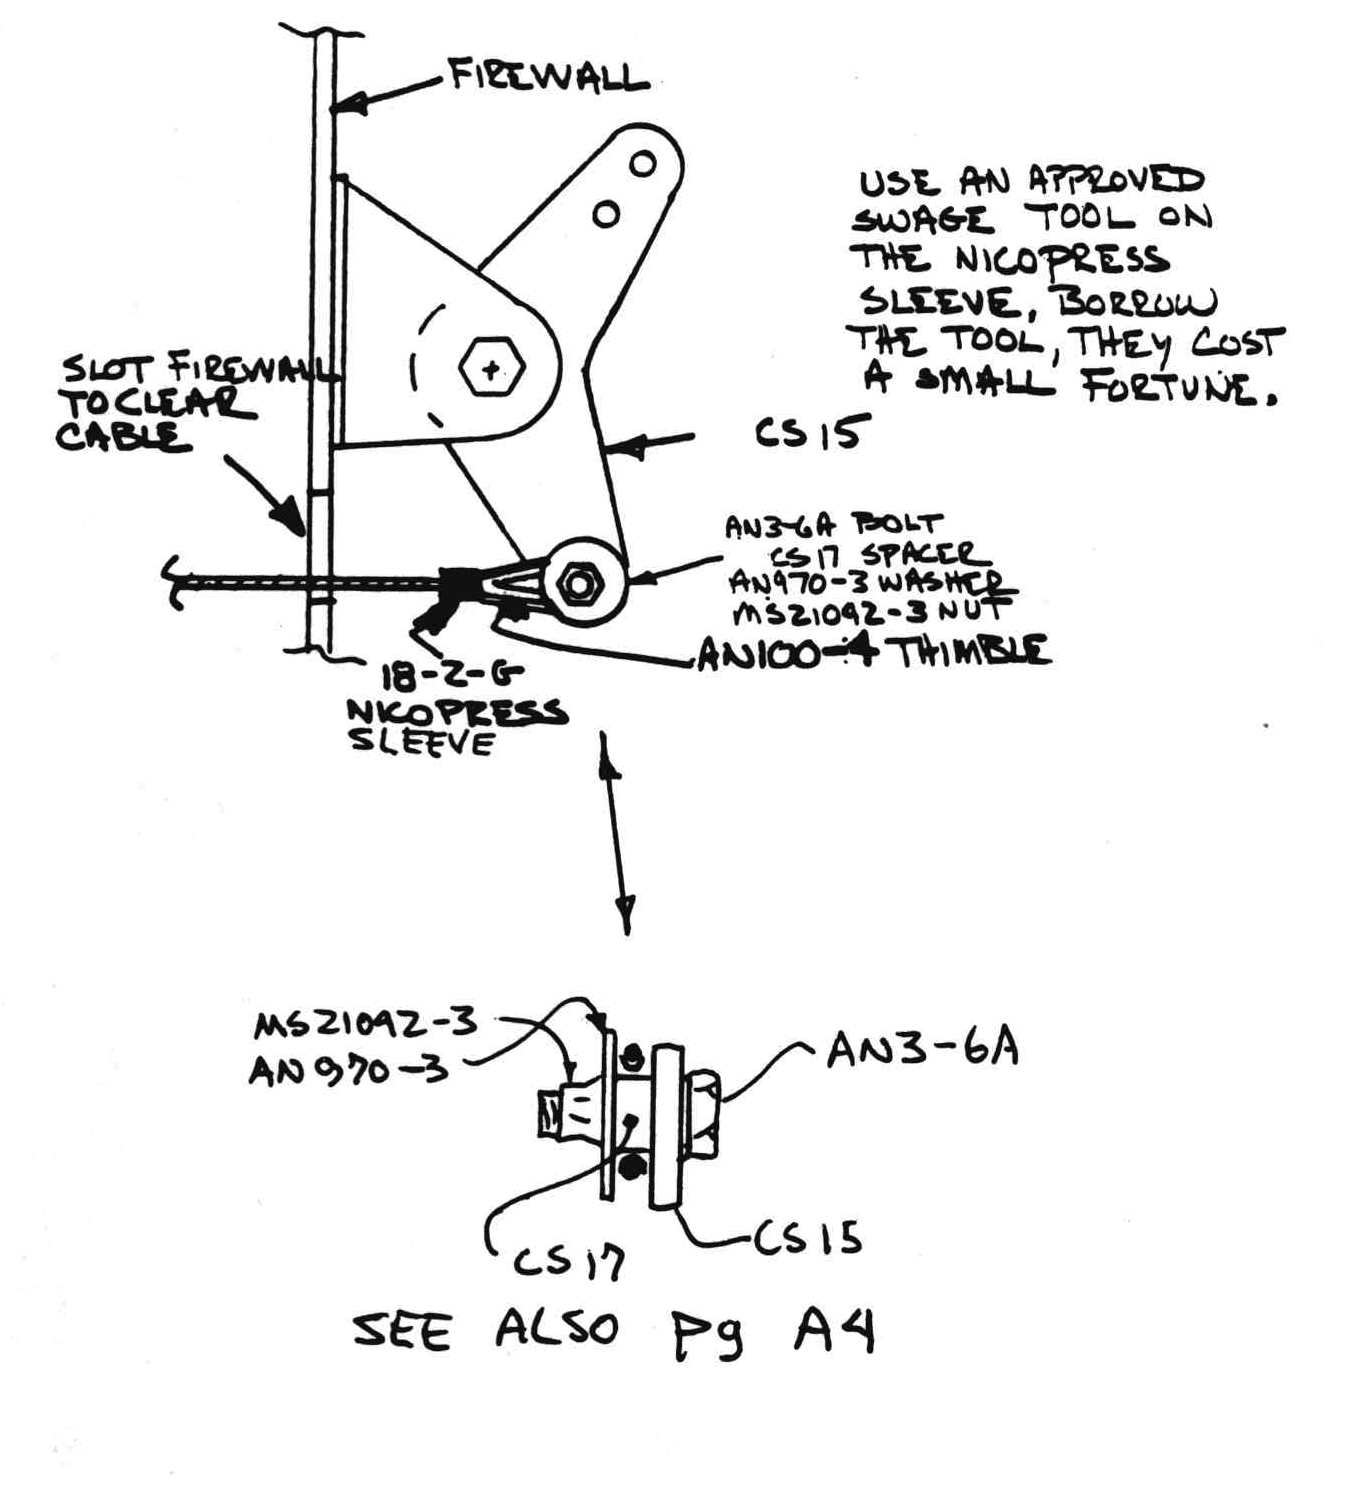 FIREWALL
USE AN APPROVED
SWAGE TOOL ON
THE NICOPRESS
SLEEVE, BORROW
THE TOOL, THEY COST
A SMALL FORTUNE.
SLOT FIREWALL
TO CLEAR
CABLE
CS15
AN3-6A BOLT
CS17 SPACER
AN970-3 WASHER
MS21042-3 NUT
AN100-4 THIMBLE
18-2-G
NICOPRESS
SLEEVE
MS21042-3
AN970-3
AN3-6A
CS17
CS15
SEE ALSO Pg A4